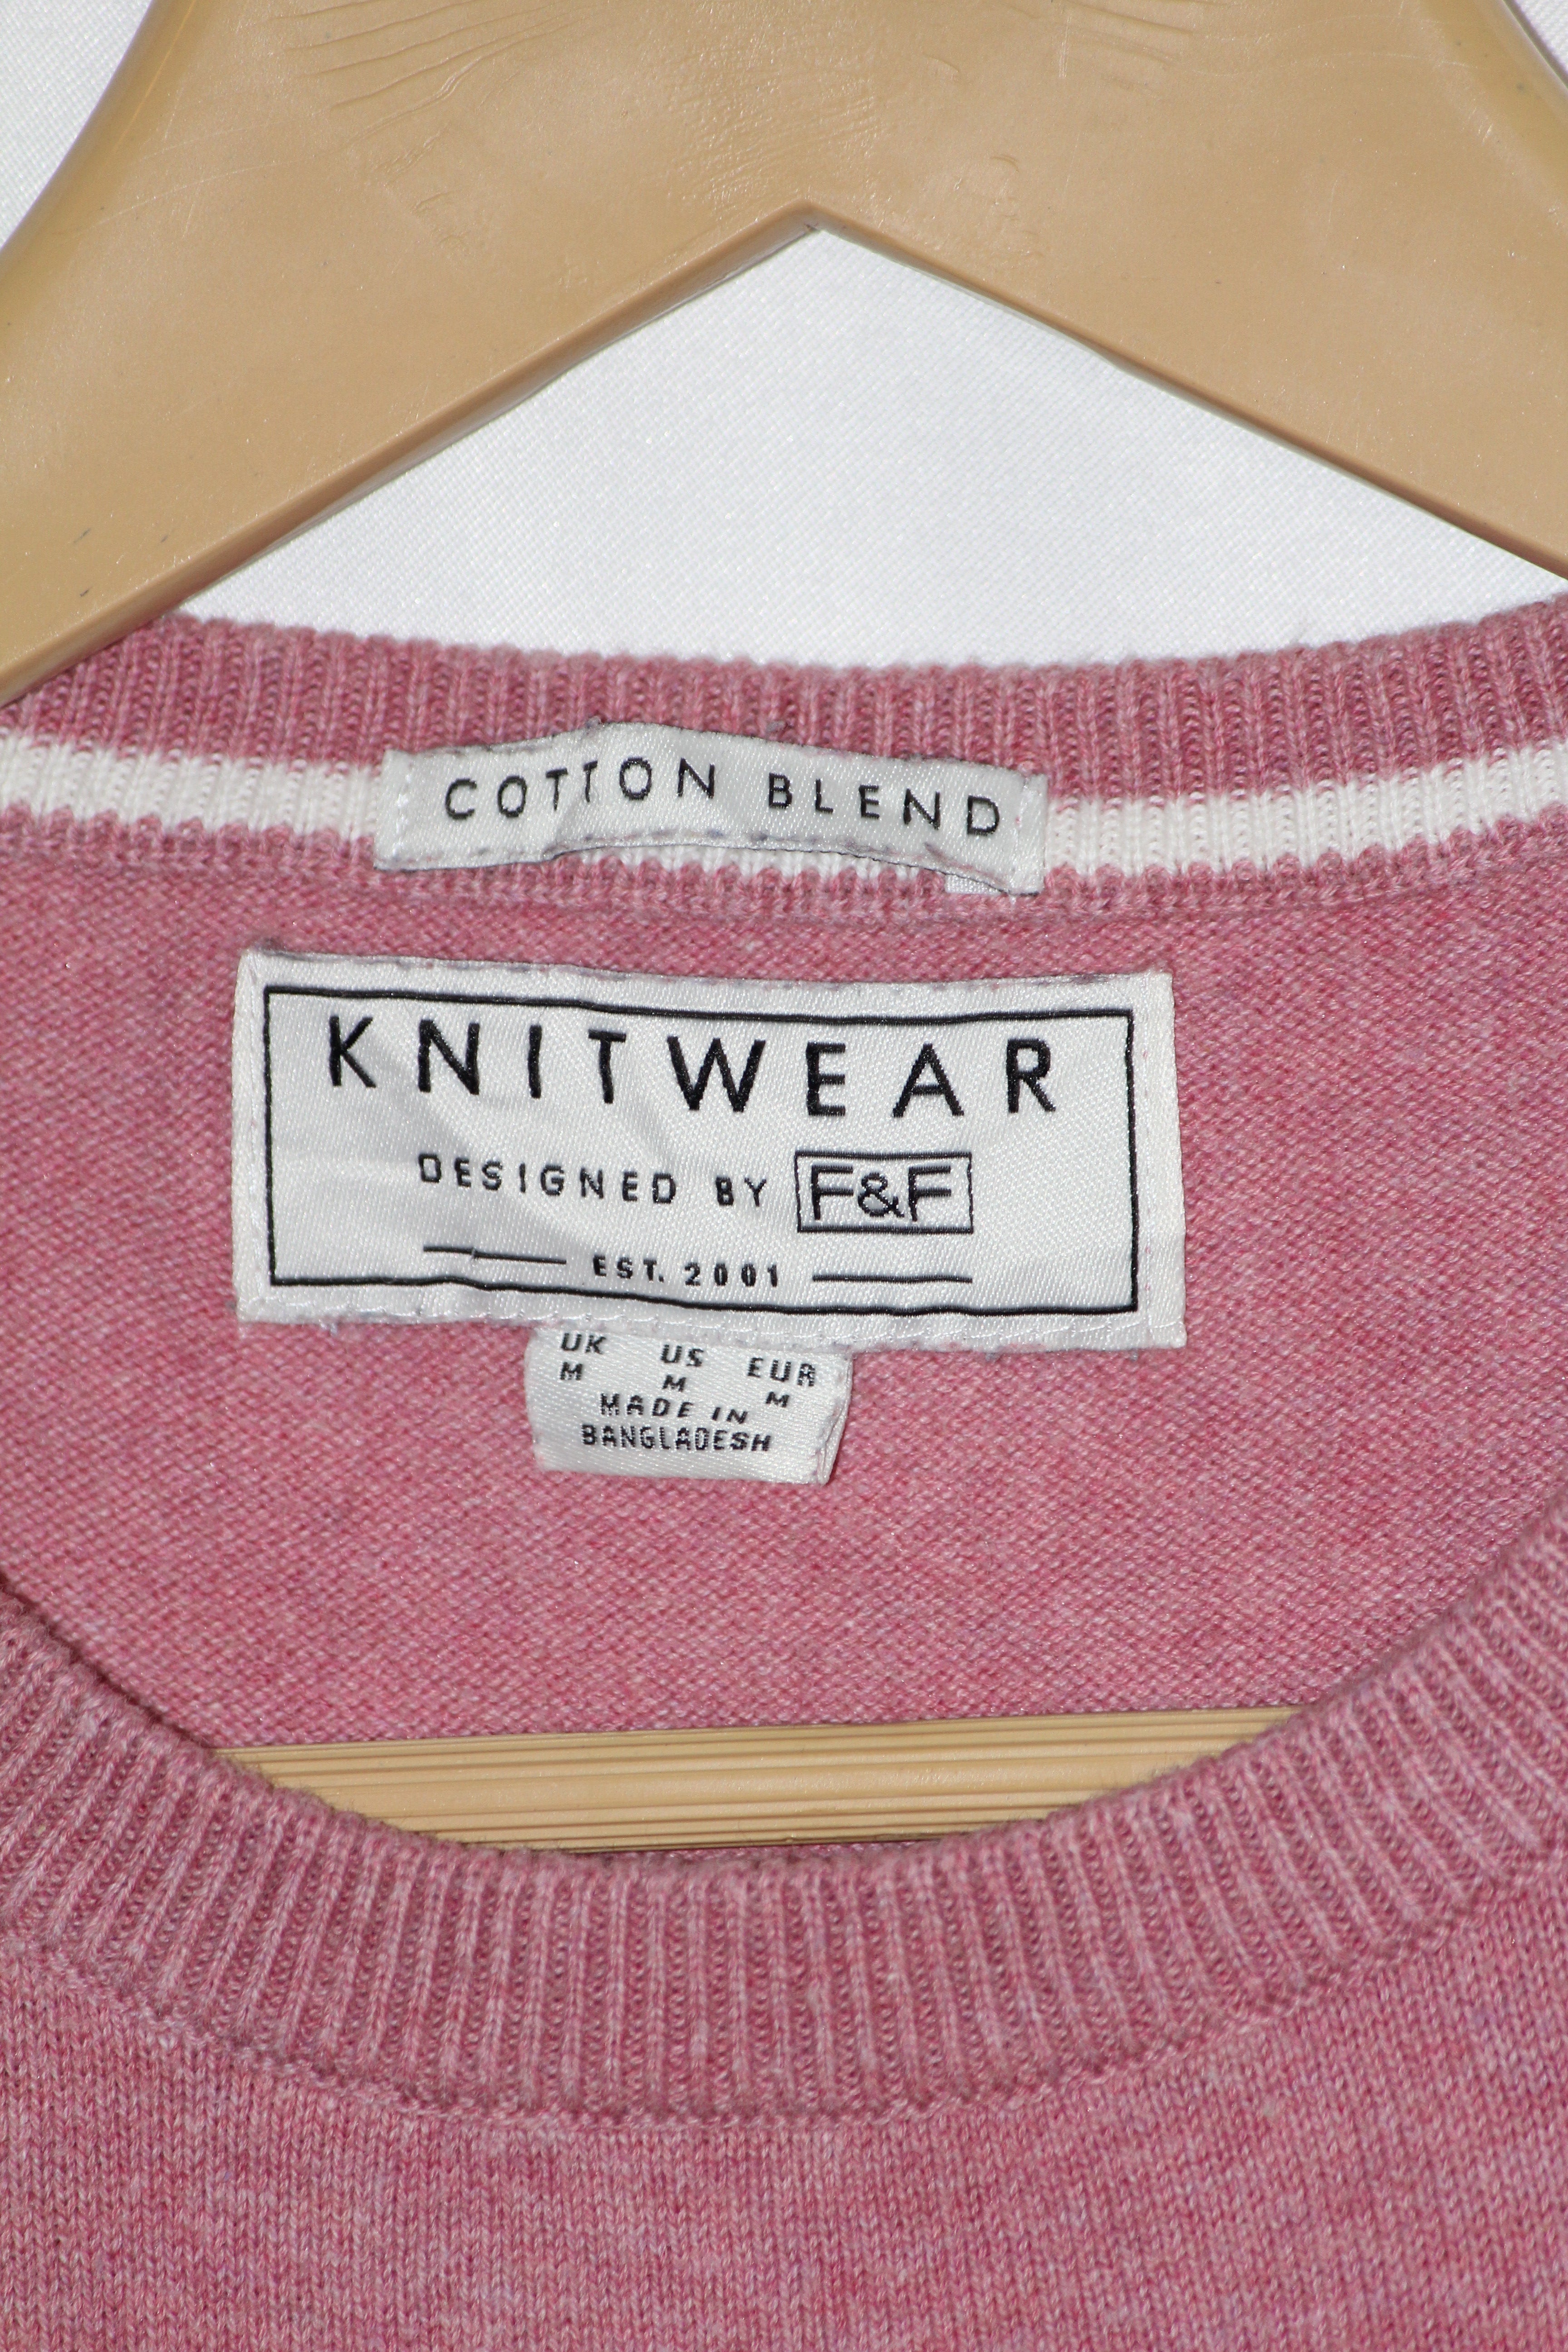 COTTON BLEND
KNITWEAR
DESIGNED BY F&F
EST. 2001
UK US EUR
M M M
MADE IN
BANGLADESH